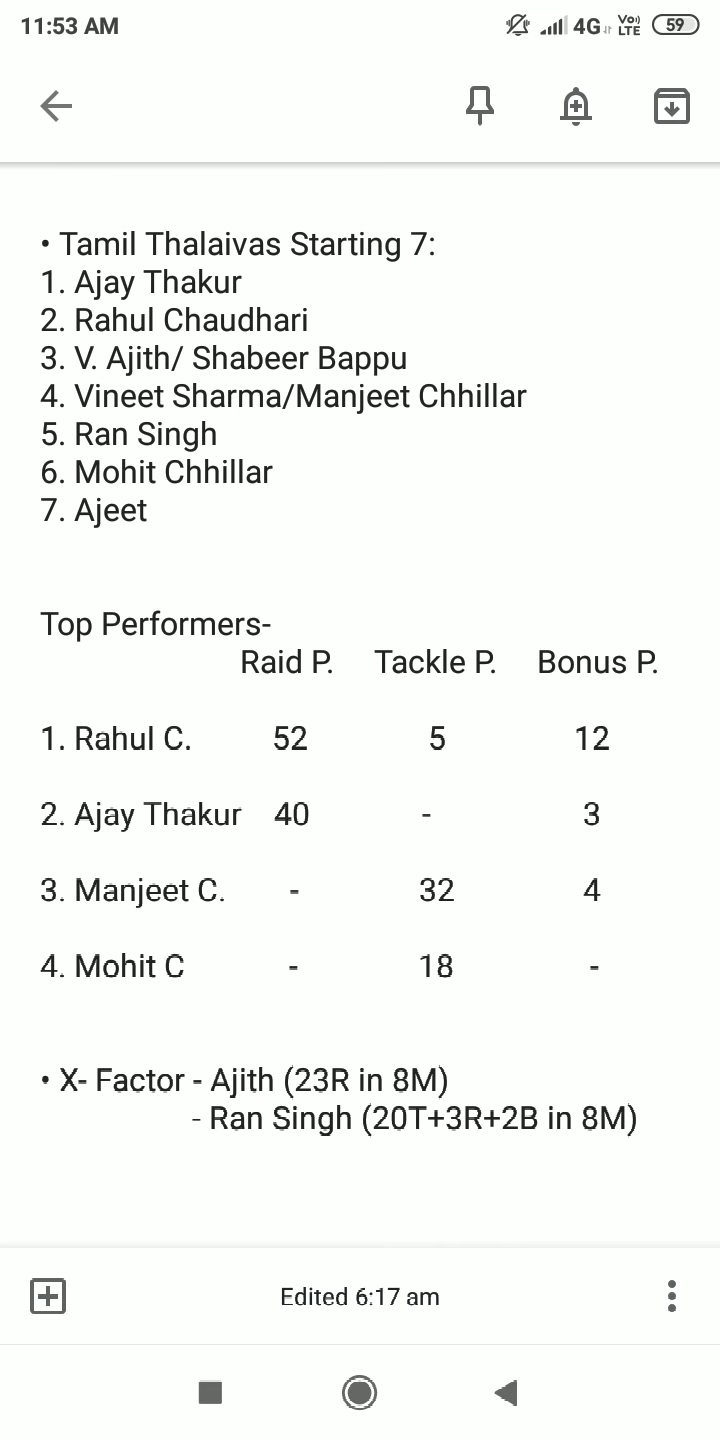 11:53 AM 4G Vo) LTE 59
• Tamil Thalaivas Starting 7:
1. Ajay Thakur
2. Rahul Chaudhari
3. V. Ajith/ Shabeer Bappu
4. Vineet Sharma/Manjeet Chhillar
5. Ran Singh
6. Mohit Chhillar
7. Ajeet
Top Performers-
Raid P. Tackle P. Bonus P.
1. Rahul C. 52 5 12
2. Ajay Thakur 40 - 3
3. Manjeet C. - 32 4
4. Mohit C - 18 -
• X- Factor - Ajith (23R in 8M)
- Ran Singh (20T+3R+2B in 8M)
Edited 6:17 am